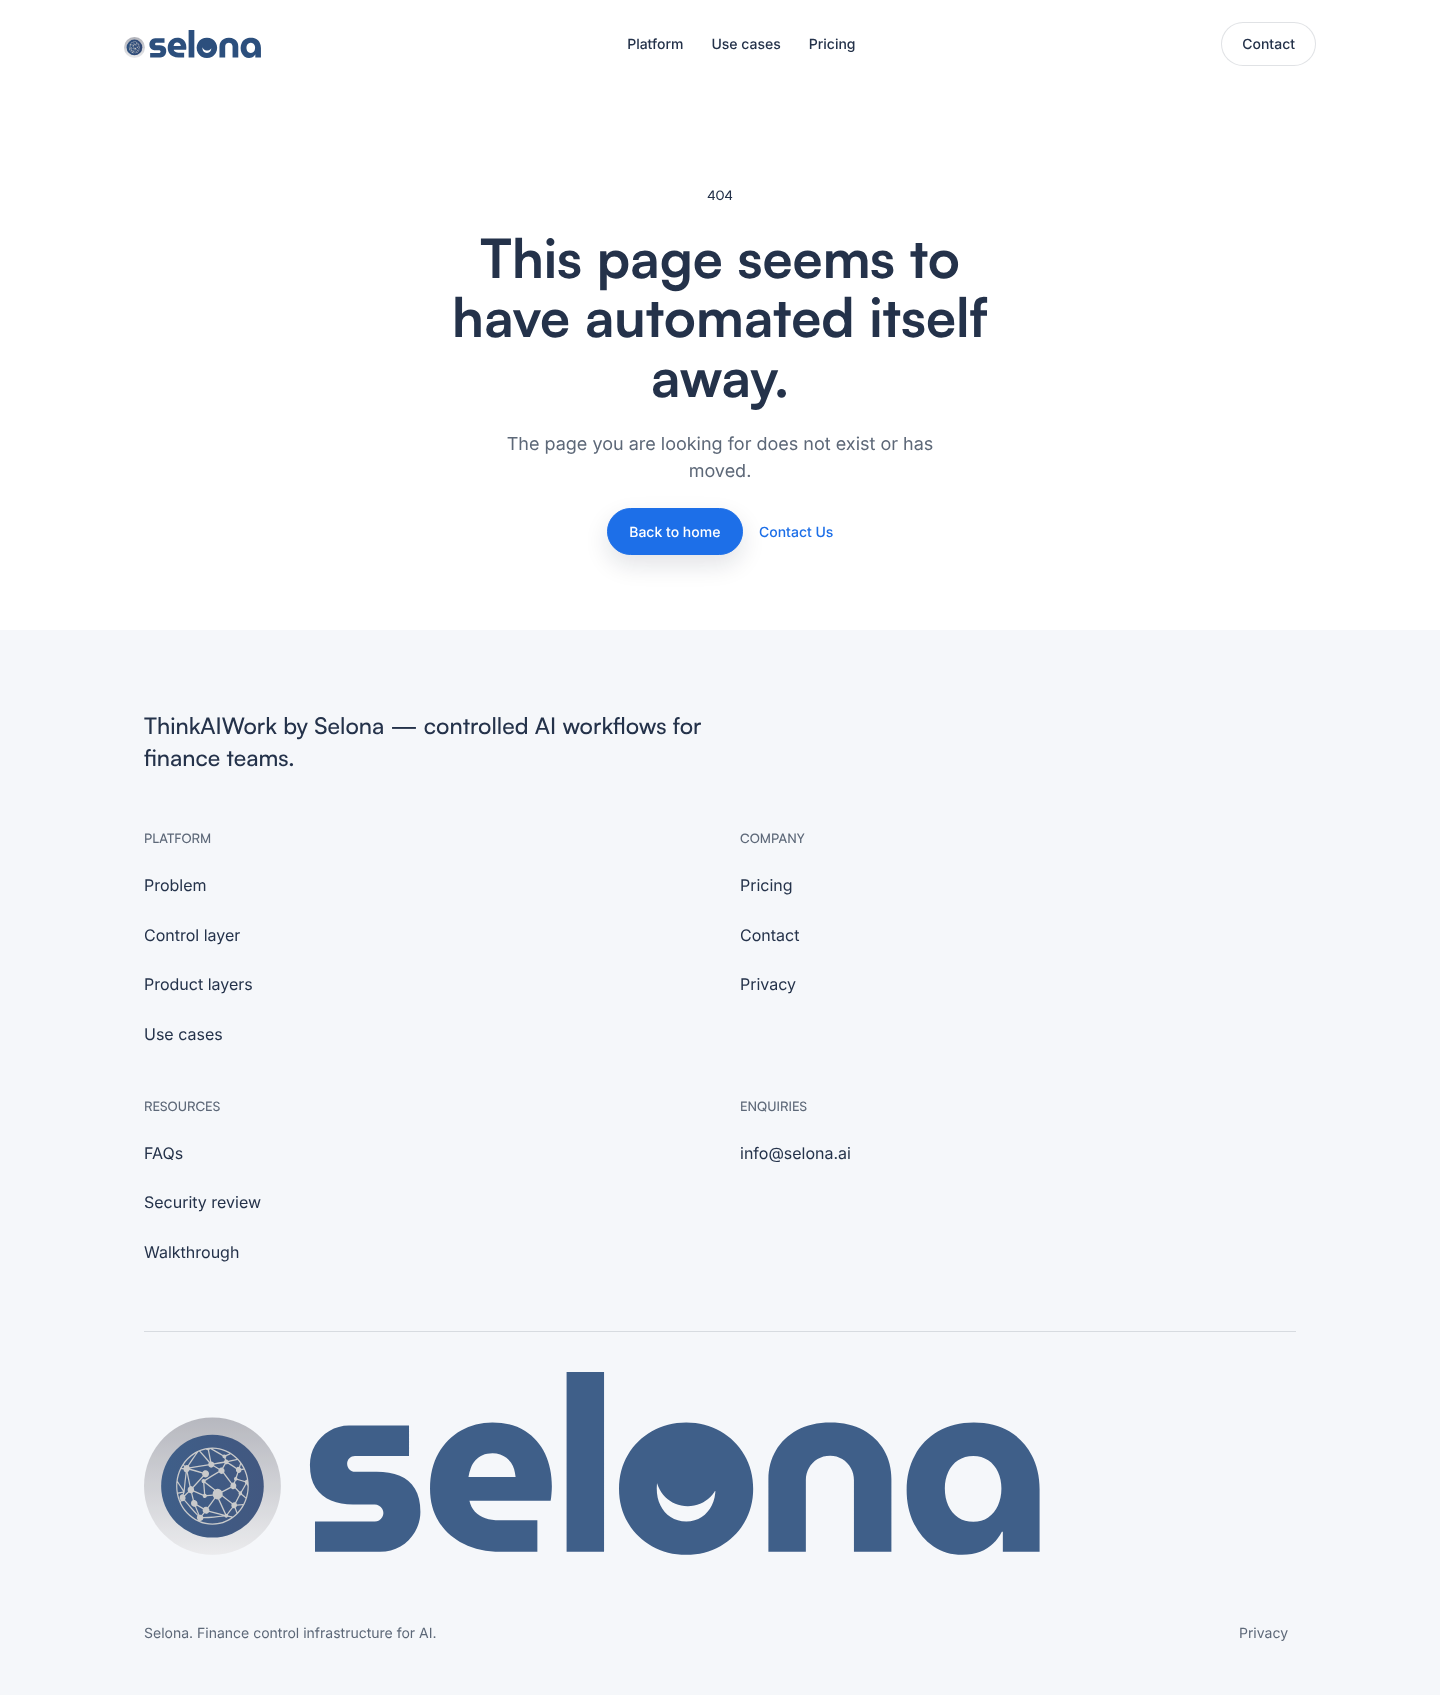 selona
Platform
Use cases
Pricing
Contact
404
This page seems to
have automated itself
away.
The page you are looking for does not exist or has
moved.
Back to home
Contact Us
ThinkAIWork by Selona — controlled AI workflows for
finance teams.
PLATFORM
Problem
Control layer
Product layers
Use cases
COMPANY
Pricing
Contact
Privacy
RESOURCES
FAQs
Security review
Walkthrough
ENQUIRIES
info@selona.ai
selona
Selona. Finance control infrastructure for AI.
Privacy